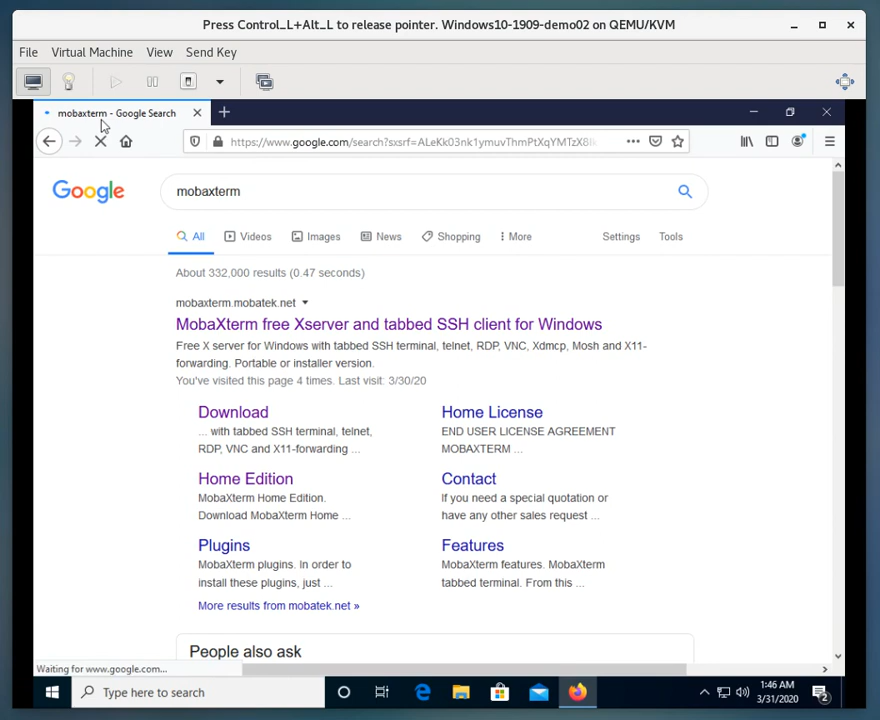 Press Control_L+Alt_L to release pointer. Windows10-1909-demo02 on QEMU/KVM
File Virtual Machine View Send Key
mobaxterm - Google Search
https://www.google.com/search?sxsrf=ALeKk03nk1ymuvThmPtXqYMTzX8lk
Google mobaxterm
All Videos Images News Shopping More Settings Tools
About 332,000 results (0.47 seconds)
mobaxterm.mobatek.net
MobaXterm free Xserver and tabbed SSH client for Windows
Free X server for Windows with tabbed SSH terminal, telnet, RDP, VNC, Xdmcp, Mosh and X11-
forwarding. Portable or installer version.
You've visited this page 4 times. Last visit: 3/30/20
Download
... with tabbed SSH terminal, telnet,
RDP, VNC and X11-forwarding ...
Home License
END USER LICENSE AGREEMENT
MOBAXTERM ...
Home Edition
MobaXterm Home Edition.
Download MobaXterm Home ...
Contact
If you need a special quotation or
have any other sales request ...
Plugins
MobaXterm plugins. In order to
install these plugins, just ...
Features
MobaXterm features. MobaXterm
tabbed terminal. From this ...
More results from mobatek.net »
People also ask
Waiting for www.google.com...
Type here to search
1:46 AM
3/31/2020
2